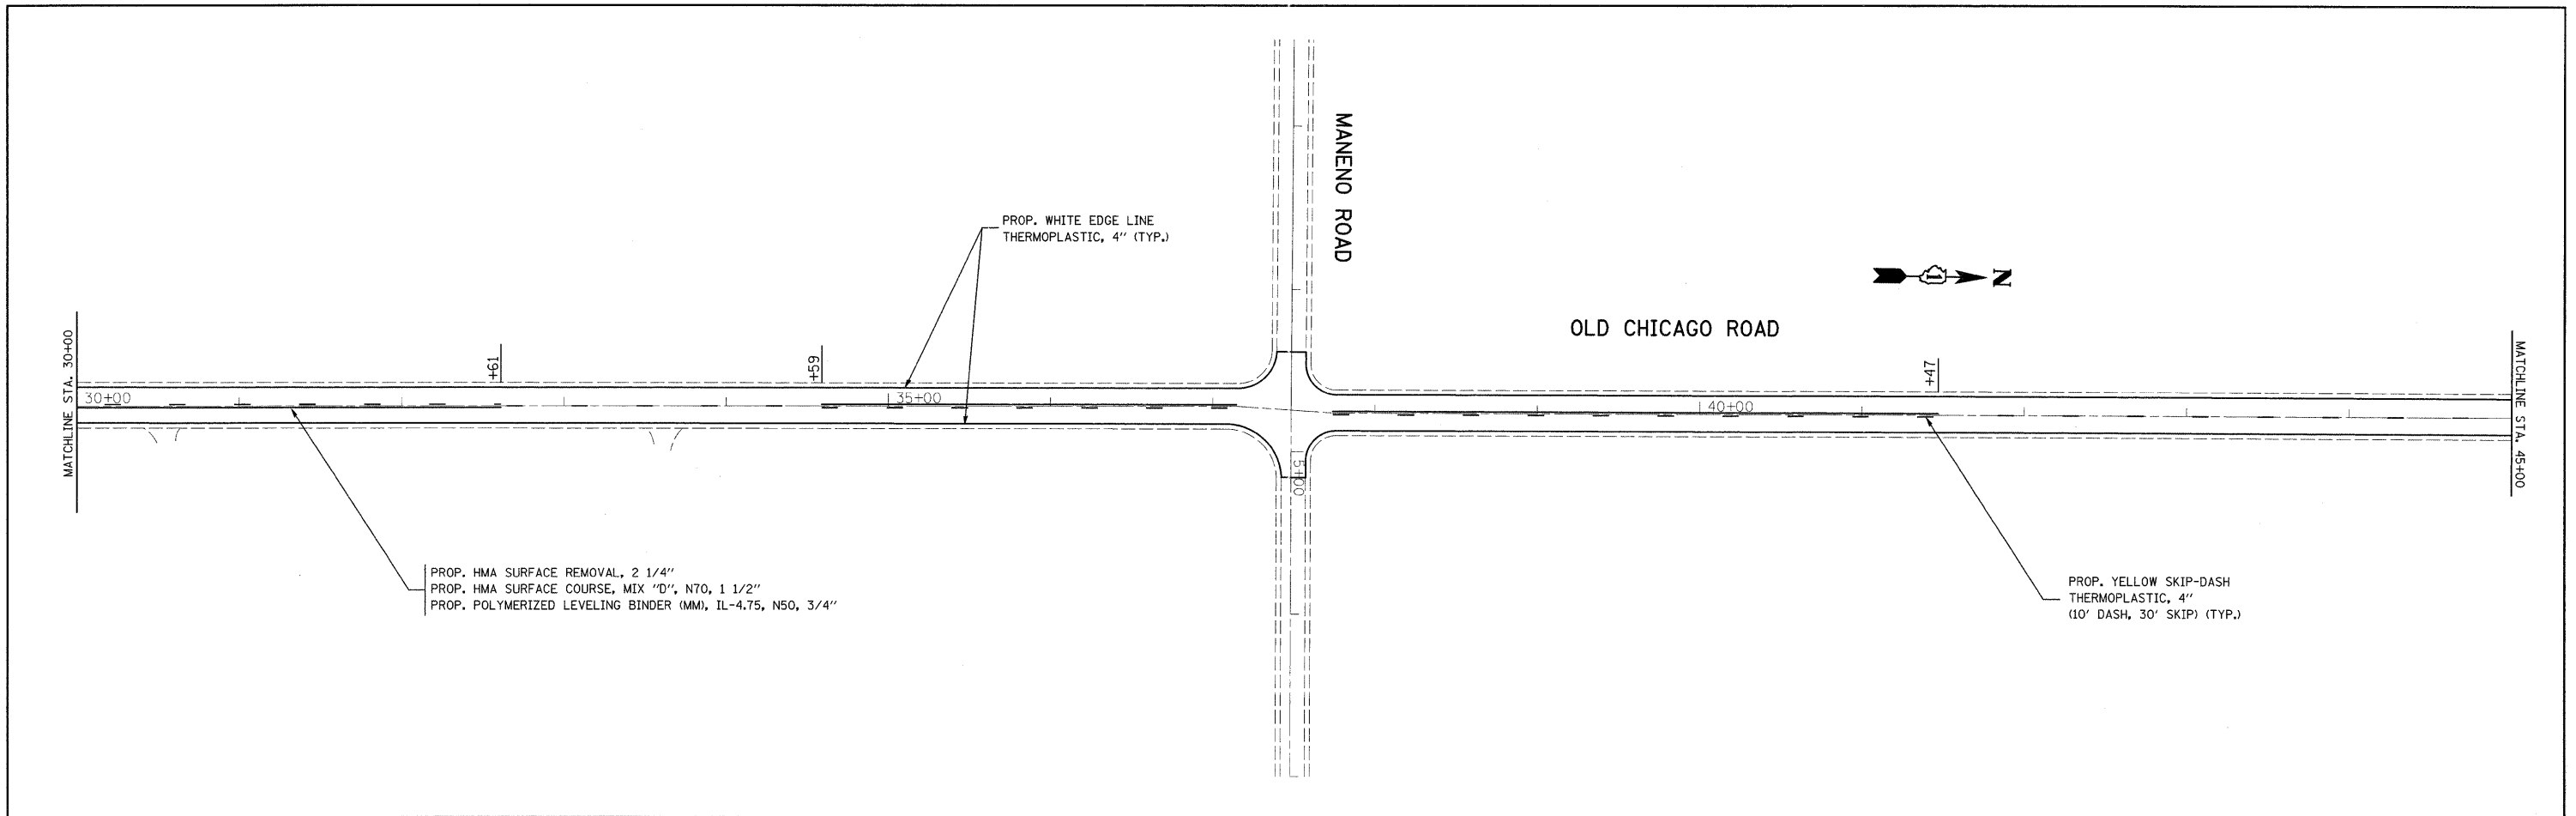 MANENO ROAD
PROP. WHITE EDGE LINE
THERMOPLASTIC, 4" (TYP.)
N
OLD CHICAGO ROAD
MATCHLINE STA. 30+00
30+00
+61
+59
35+00
40+00
+47
MATCHLINE STA. 45+00
5+00
PROP. HMA SURFACE REMOVAL, 2 1/4"
PROP. HMA SURFACE COURSE, MIX "D", N70, 1 1/2"
PROP. POLYMERIZED LEVELING BINDER (MM), IL-4.75, N50, 3/4"
PROP. YELLOW SKIP-DASH
THERMOPLASTIC, 4"
(10' DASH, 30' SKIP) (TYP.)